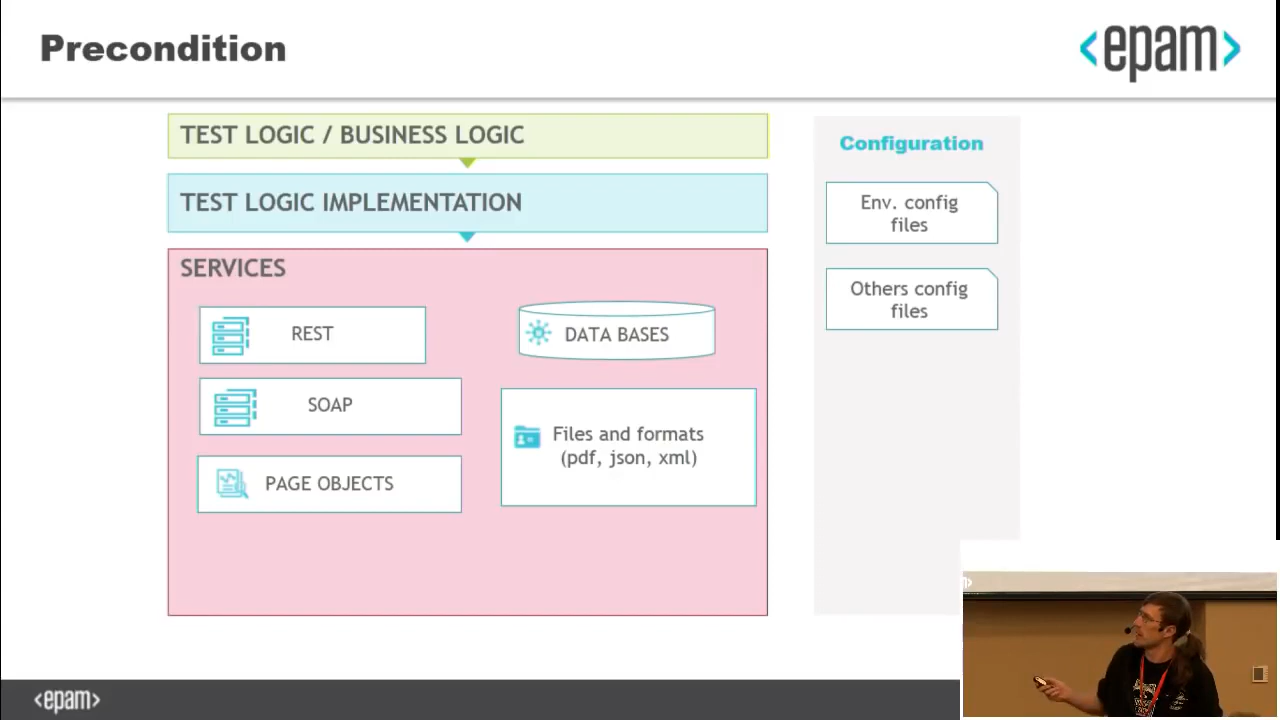 Precondition
<epam>
TEST LOGIC / BUSINESS LOGIC
TEST LOGIC IMPLEMENTATION
SERVICES
REST
SOAP
PAGE OBJECTS
DATA BASES
Files and formats
(pdf, json, xml)
Configuration
Env. config
files
Others config
files
<epam>